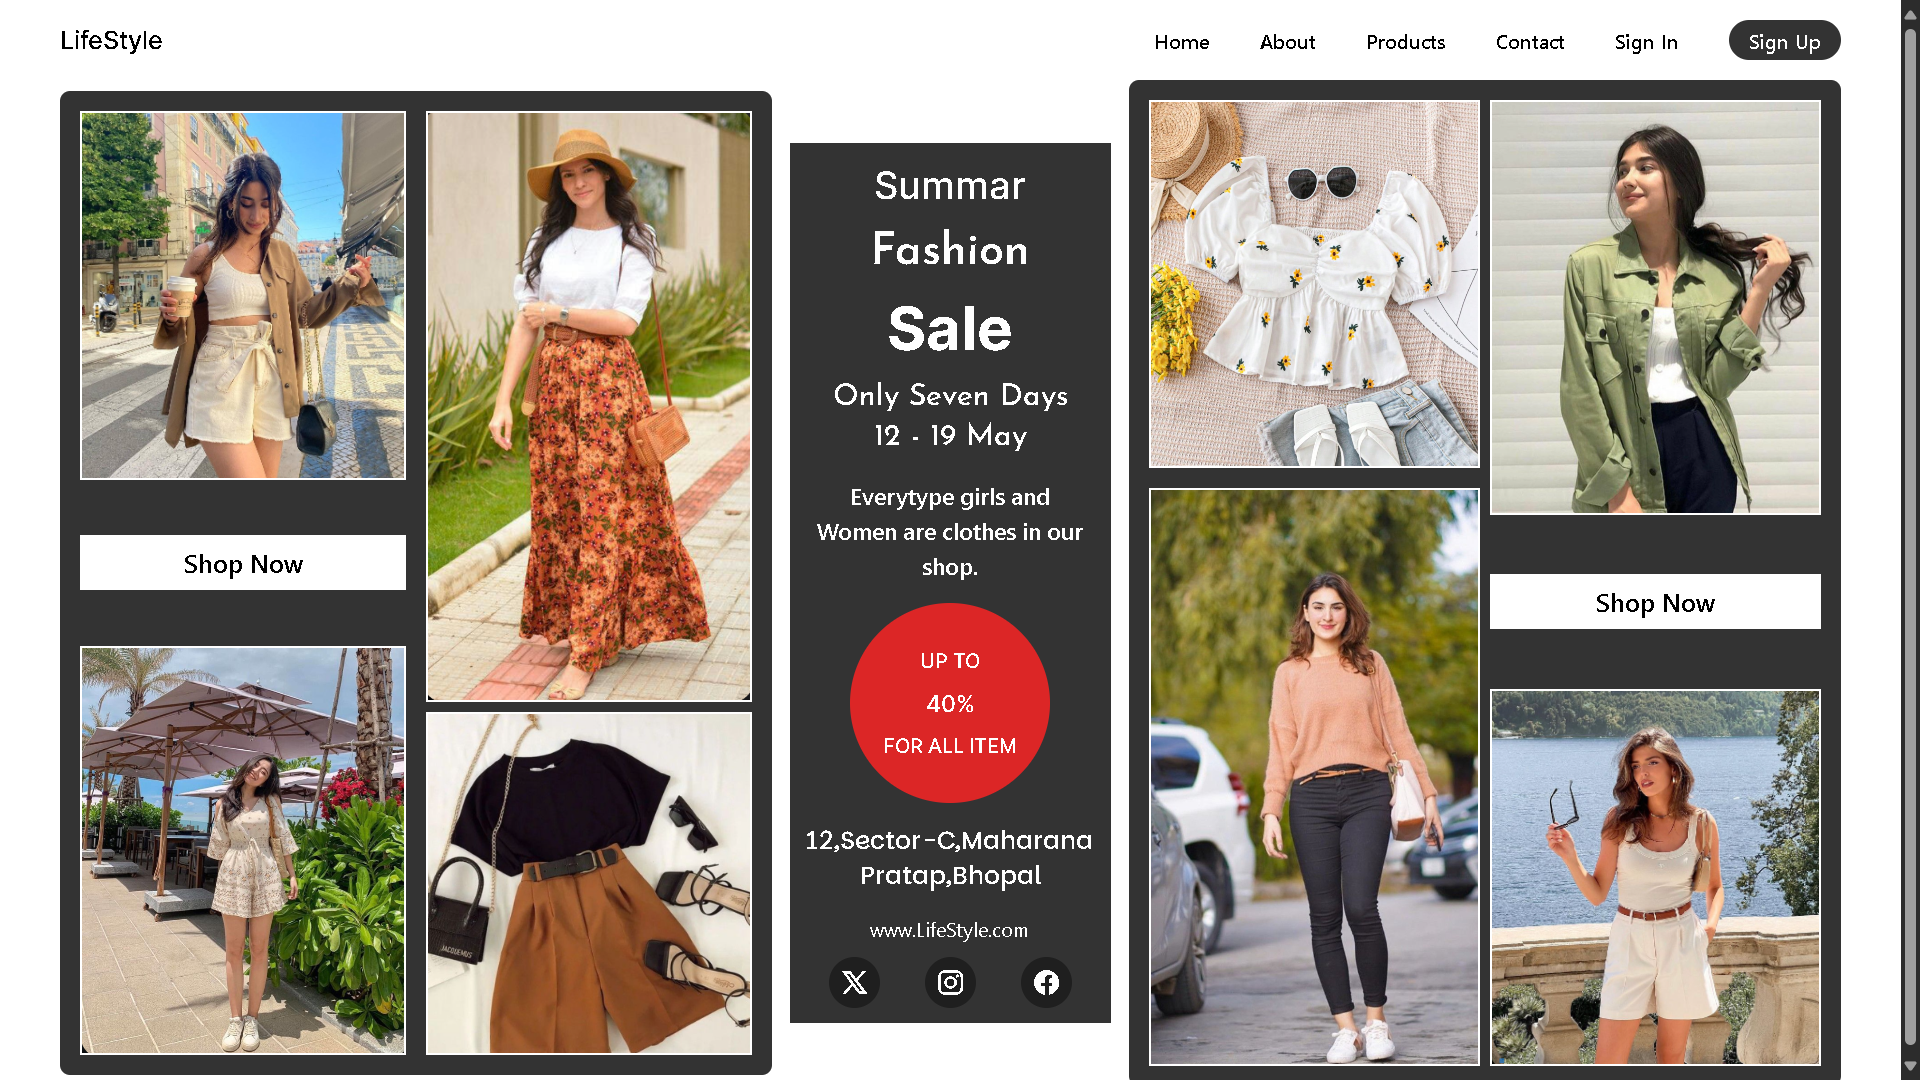 LifeStyle
Home
About
Products
Contact
Sign In
Sign Up
Shop Now
JACQUEMUS
Summar
Fashion
Sale
Only Seven Days
12 - 19 May
Everytype girls and
Women are clothes in our
shop.
UP TO
40%
FOR ALL ITEM
12,Sector-C,Maharana
Pratap,Bhopal
www.LifeStyle.com
Shop Now